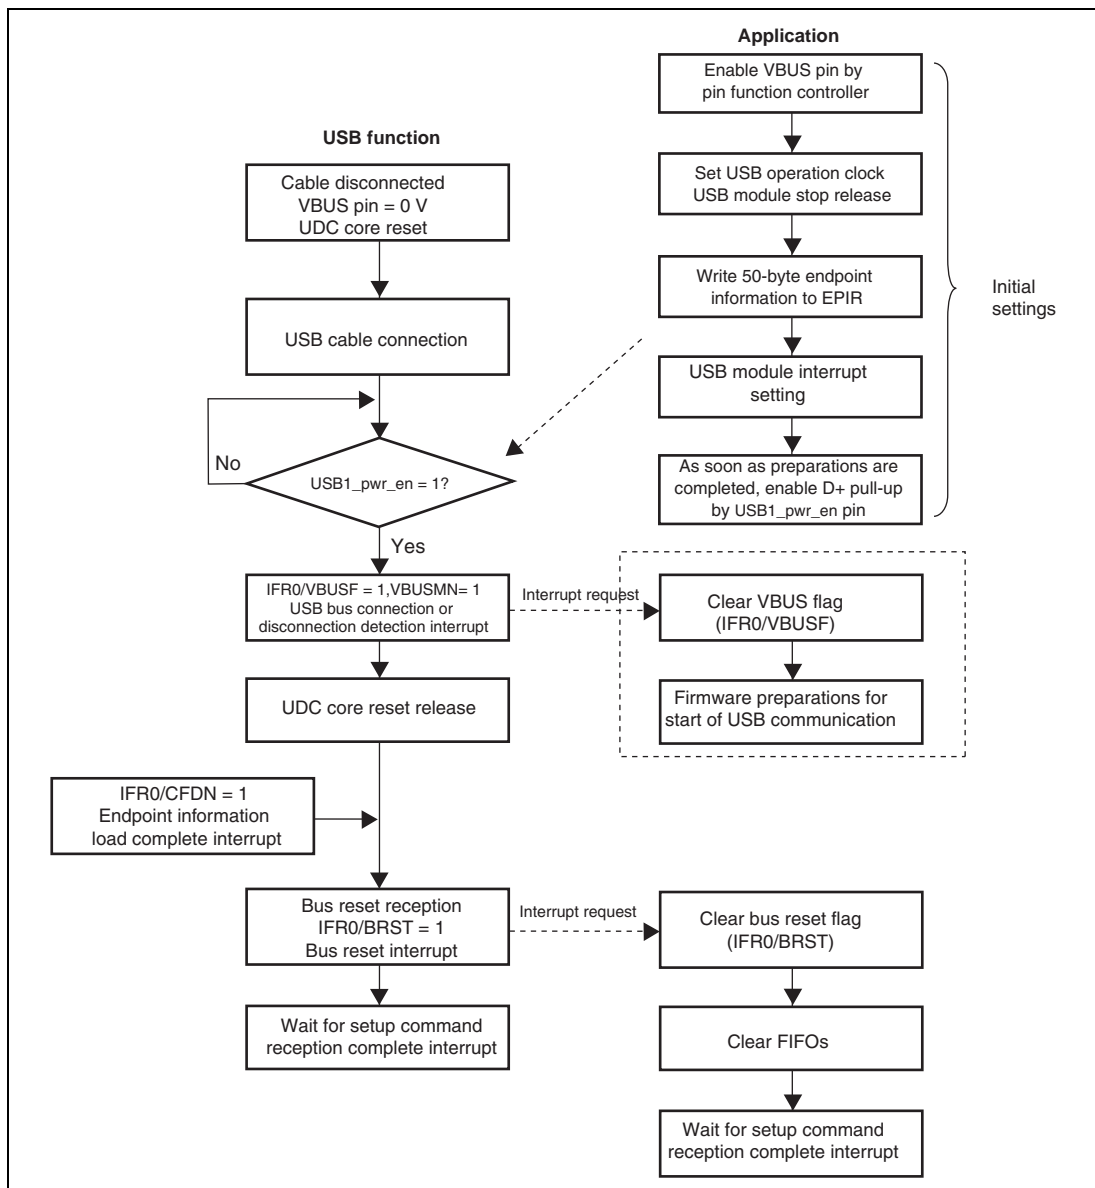 Application
Enable VBUS pin by
pin function controller
USB function
Cable disconnected
VBUS pin = 0 V
UDC core reset
Set USB operation clock
USB module stop release
Write 50-byte endpoint
information to EPIR
Initial
settings
USB cable connection
USB module interrupt
setting
No
USB1_pwr_en = 1?
As soon as preparations are
completed, enable D+ pull-up
by USB1_pwr_en pin
Yes
IFR0/VBUSF = 1,VBUSMN= 1
USB bus connection or
disconnection detection interrupt
Interrupt request
Clear VBUS flag
(IFR0/VBUSF)
UDC core reset release
Firmware preparations for
start of USB communication
IFR0/CFDN = 1
Endpoint information
load complete interrupt
Bus reset reception
IFR0/BRST = 1
Bus reset interrupt
Interrupt request
Clear bus reset flag
(IFR0/BRST)
Wait for setup command
reception complete interrupt
Clear FIFOs
Wait for setup command
reception complete interrupt